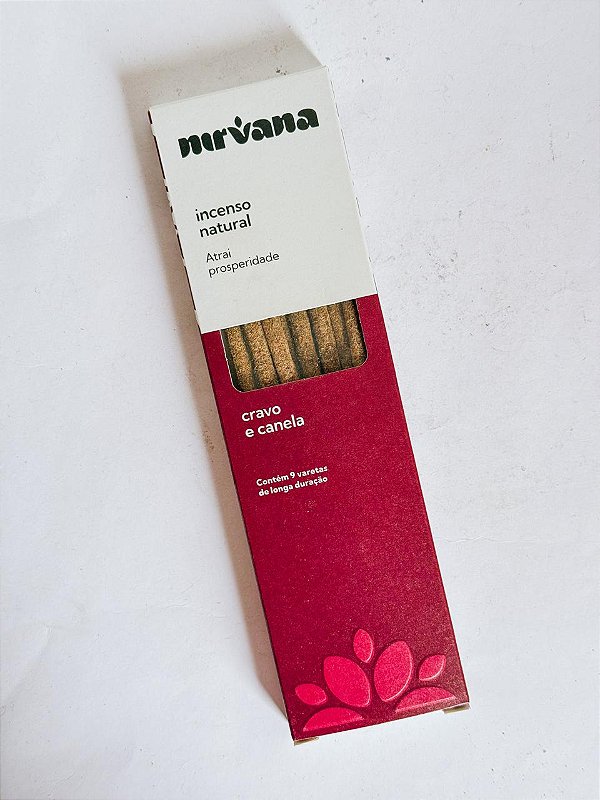 nirvana
incenso
natural
Atrai
prosperidade
cravo
e canela
Contém 9 varetas
de longa duração